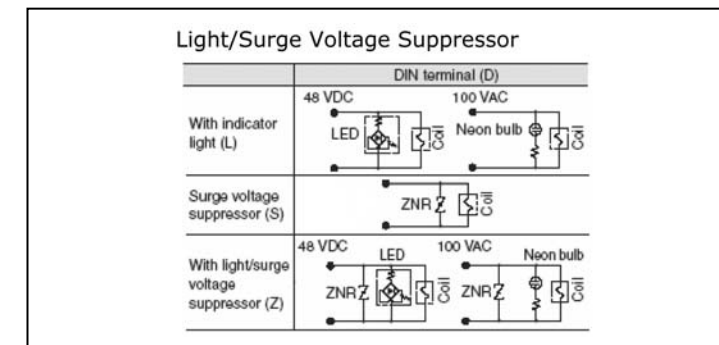 Light/Surge Voltage Suppressor
DIN terminal (D)
With indicator
light (L)
48 VDC
100 VAC
LED
Coil
Neon bulb
Coil
Surge voltage
suppressor (S)
ZNR
Coil
With light/surge
voltage
suppressor (Z)
48 VDC
LED
100 VAC
Neon bulb
ZNR
Coil
ZNR
Coil